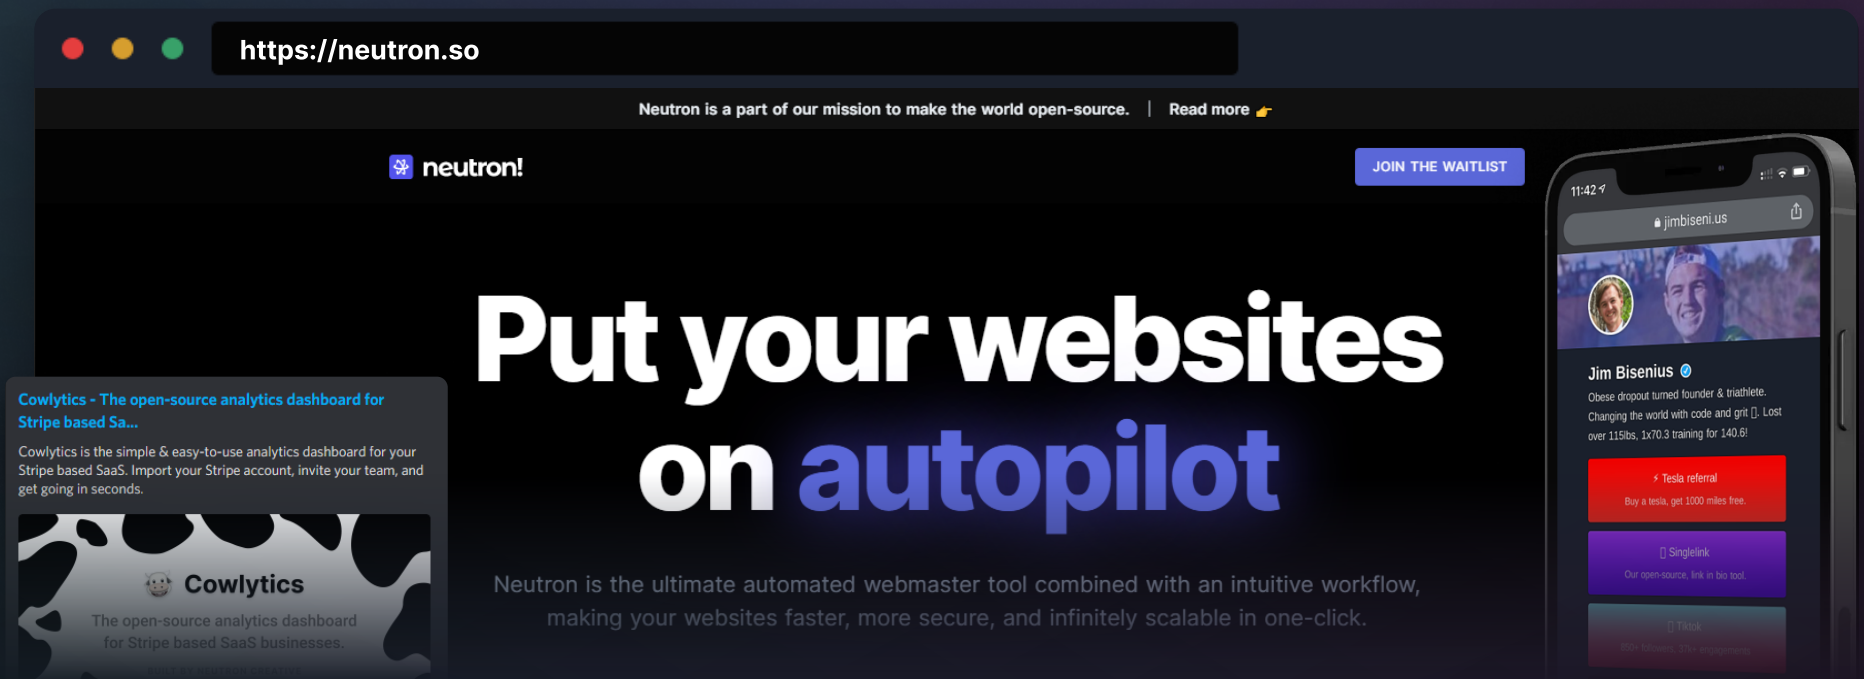 https://neutron.so
Neutron is a part of our mission to make the world open-source. | Read more 👉
neutron!
JOIN THE WAITLIST
Put your websites
on autopilot
Neutron is the ultimate automated webmaster tool combined with an intuitive workflow,
making your websites faster, more secure, and infinitely scalable in one-click.
Cowlytics - The open-source analytics dashboard for
Stripe based Sa...
Cowlytics is the simple & easy-to-use analytics dashboard for your
Stripe based SaaS. Import your Stripe account, invite your team, and
get going in seconds.
Cowlytics
The open-source analytics dashboard
for Stripe based SaaS businesses.
11:42
jimbiseni.us
Jim Bisenius
Obese dropout turned founder & triathlete.
Changing the world with code and grit ▯. Lost
over 115lbs, 1x70.3 training for 140.6!
⚡ Tesla referral
Buy a tesla, get 1000 miles free.
▯ Singlelink
Our open-source, link in bio tool.
▯ Tiktok